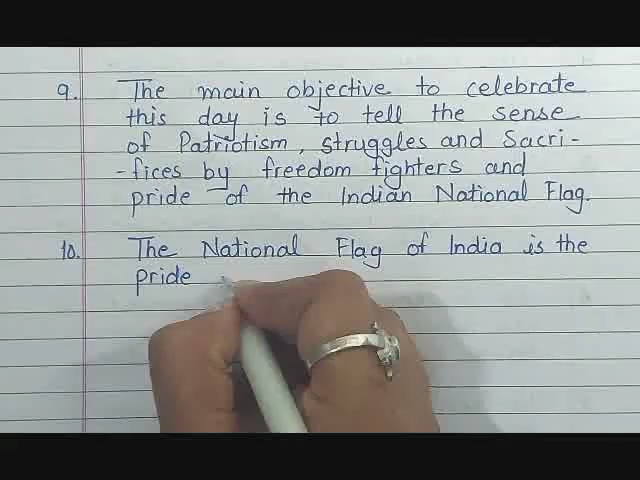 9. The main objective to celebrate
this day is to tell the sense
of Patriotism, struggles and Sacri-
-fices by freedom fighters and
pride of the Indian National Flag.
10. The National Flag of India is the
pride